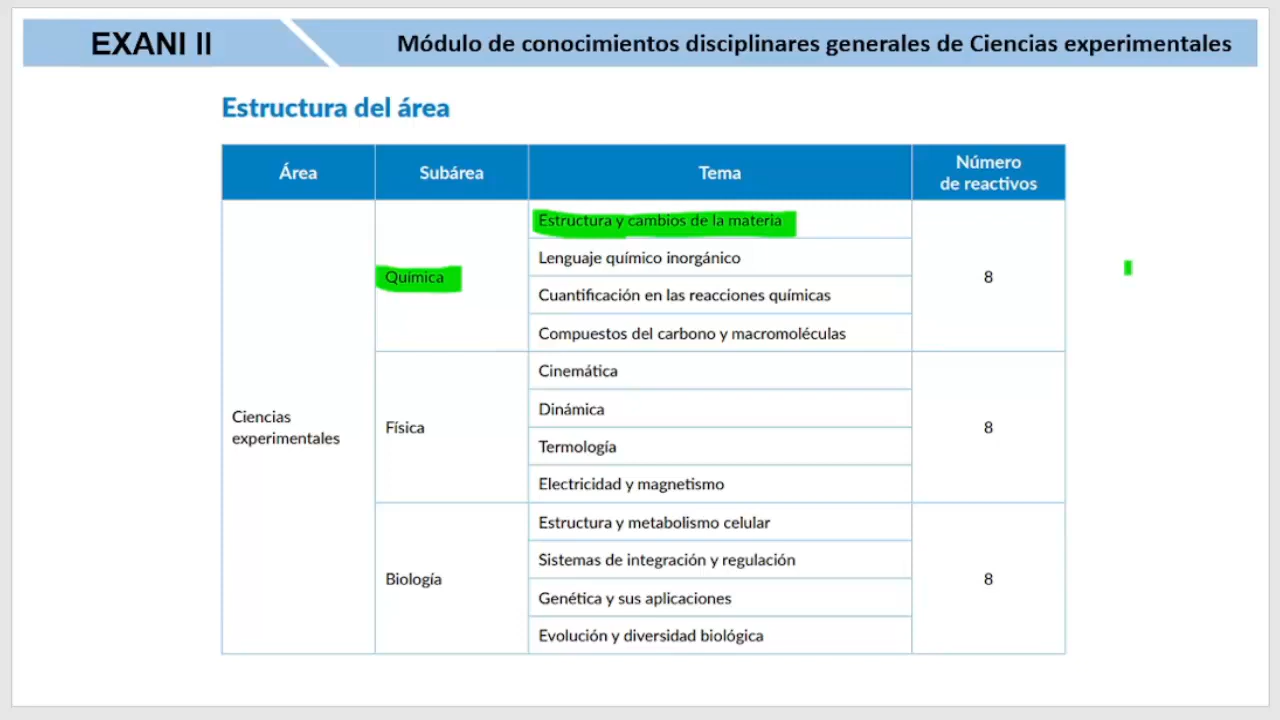 EXANI II
Módulo de conocimientos disciplinares generales de Ciencias experimentales
Estructura del área
Área
Subárea
Tema
Número
de reactivos
Ciencias
experimentales
Química
Estructura y cambios de la materia
Lenguaje químico inorgánico
Cuantificación en las reacciones químicas
Compuestos del carbono y macromoléculas
8
Física
Cinemática
Dinámica
Termología
Electricidad y magnetismo
8
Biología
Estructura y metabolismo celular
Sistemas de integración y regulación
Genética y sus aplicaciones
Evolución y diversidad biológica
8